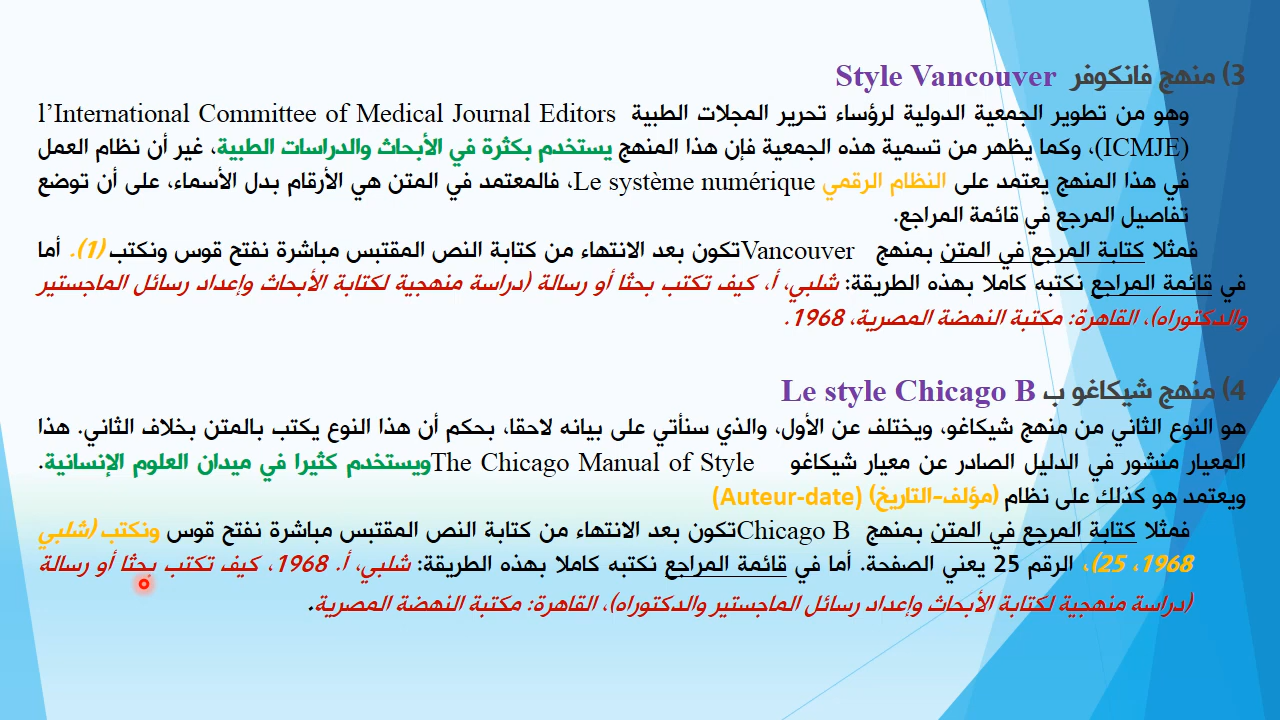 3) منهج فانكوفر Style Vancouver
وهو من تطوير الجمعية الدولية لرؤساء تحرير المجلات الطبية l’International Committee of Medical Journal Editors
(ICMJE)، وكما يظهر من تسمية هذه الجمعية فإن هذا المنهج يستخدم بكثرة في الأبحاث والدراسات الطبية، غير أن نظام العمل
في هذا المنهج يعتمد على النظام الرقمي Le système numérique، فالمعتمد في المتن هي الأرقام بدل الأسماء، على أن توضع
تفاصيل المرجع في قائمة المراجع.
فمثلا كتابة المرجع في المتن بمنهج Vancouver تكون بعد الانتهاء من كتابة النص المقتبس مباشرة نفتح قوس ونكتب (1). أما
في قائمة المراجع نكتبه كاملا بهذه الطريقة: شلبي، أ، كيف تكتب بحثا أو رسالة (دراسة منهجية لكتابة الأبحاث وإعداد رسائل الماجستير
والدكتوراه)، القاهرة: مكتبة النهضة المصرية، 1968.
4) منهج شيكاغو ب Le style Chicago B
هو النوع الثاني من منهج شيكاغو، ويختلف عن الأول، والذي سنأتي على بيانه لاحقا، بحكم أن هذا النوع يكتب بالمتن بخلاف الثاني. هذا
المعيار منشور في الدليل الصادر عن معيار شيكاغو The Chicago Manual of Style ويستخدم كثيرا في ميدان العلوم الإنسانية.
ويعتمد هو كذلك على نظام (مؤلف-التاريخ) (Auteur-date)
فمثلا كتابة المرجع في المتن بمنهج Chicago B تكون بعد الانتهاء من كتابة النص المقتبس مباشرة نفتح قوس ونكتب (شلبي
1968، 25)، الرقم 25 يعني الصفحة. أما في قائمة المراجع نكتبه كاملا بهذه الطريقة: شلبي، أ. 1968، كيف تكتب بحثا أو رسالة
(دراسة منهجية لكتابة الأبحاث وإعداد رسائل الماجستير والدكتوراه)، القاهرة: مكتبة النهضة المصرية.